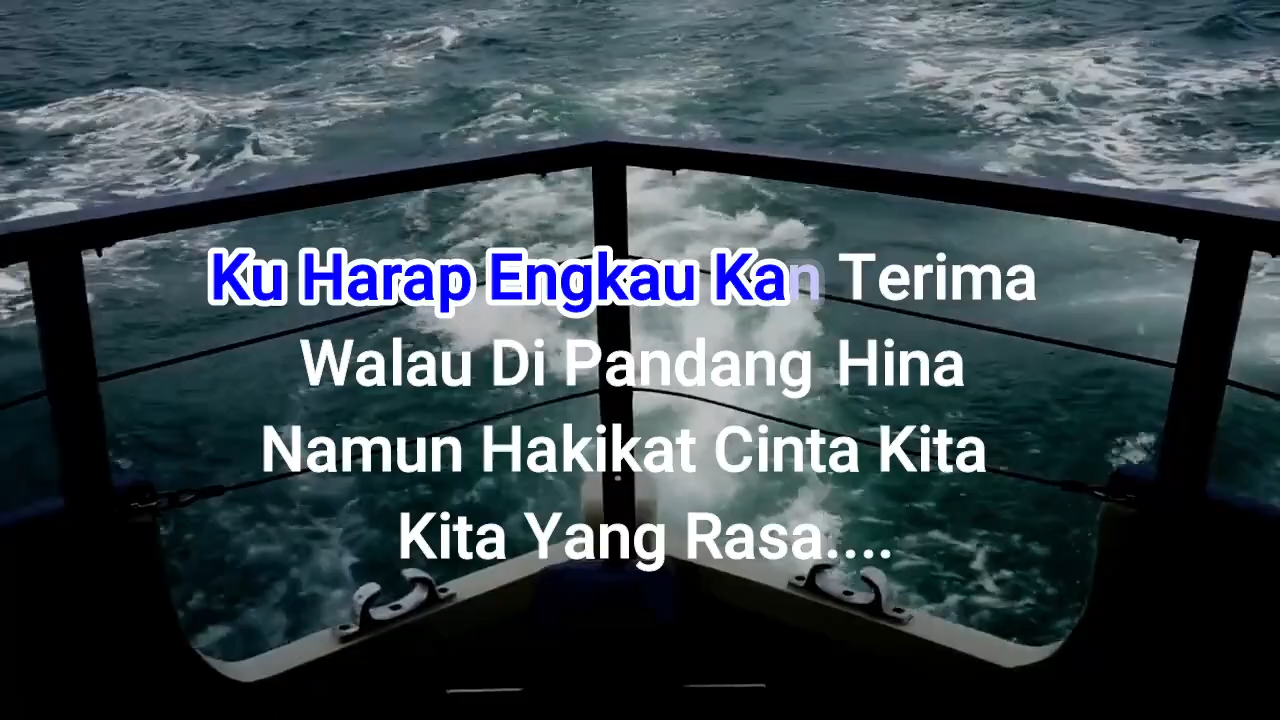 Ku Harap Engkau Kan Terima
Walau Di Pandang Hina
Namun Hakikat Cinta Kita
Kita Yang Rasa....